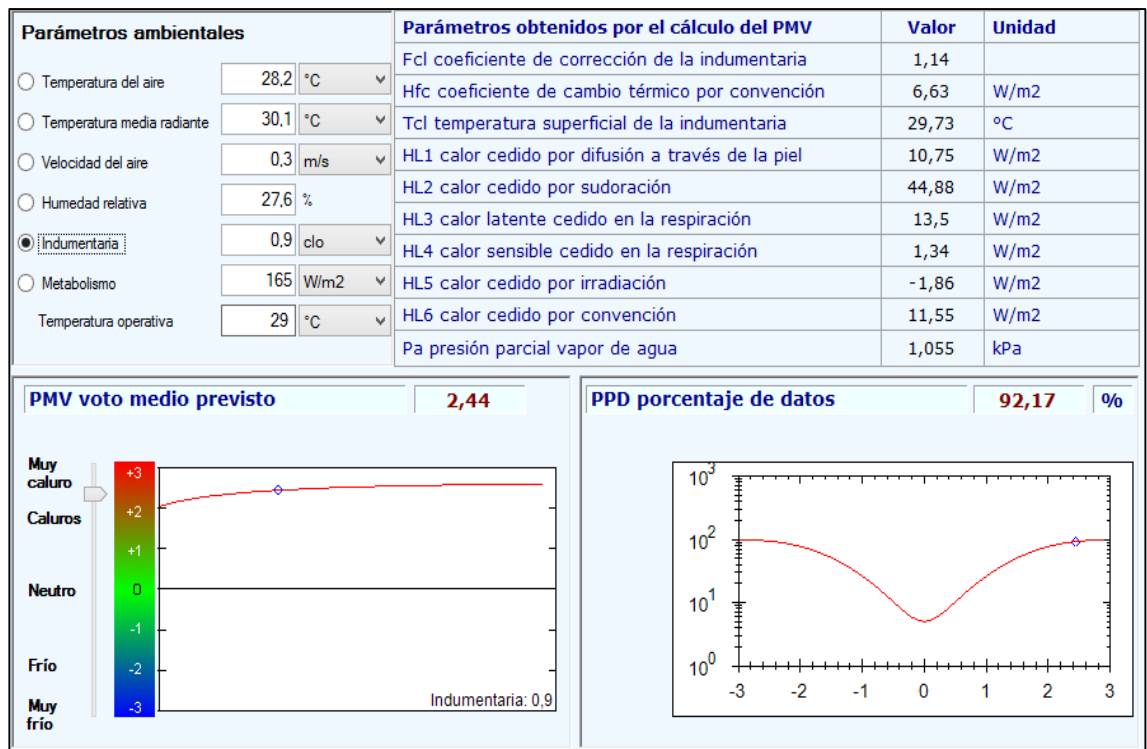 Parámetros ambientales
Temperatura del aire 28,2 °C
Temperatura media radiante 30,1 °C
Velocidad del aire 0,3 m/s
Humedad relativa 27,6 %
Indumentaria 0,9 clo
Metabolismo 165 W/m2
Temperatura operativa 29 °C
Parámetros obtenidos por el cálculo del PMV Valor Unidad
Fcl coeficiente de corrección de la indumentaria 1,14
Hfc coeficiente de cambio térmico por convención 6,63 W/m2
Tcl temperatura superficial de la indumentaria 29,73 °C
HL1 calor cedido por difusión a través de la piel 10,75 W/m2
HL2 calor cedido por sudoración 44,88 W/m2
HL3 calor latente cedido en la respiración 13,5 W/m2
HL4 calor sensible cedido en la respiración 1,34 W/m2
HL5 calor cedido por irradiación -1,86 W/m2
HL6 calor cedido por convención 11,55 W/m2
Pa presión parcial vapor de agua 1,055 kPa
PMV voto medio previsto 2,44
Muy
caluro
Caluros
Neutro
Frío
Muy
frío
+3
+2
+1
0
-1
-2
-3
Indumentaria: 0,9
PPD porcentaje de datos 92,17 %
10^3
10^2
10^1
10^0
-3 -2 -1 0 1 2 3